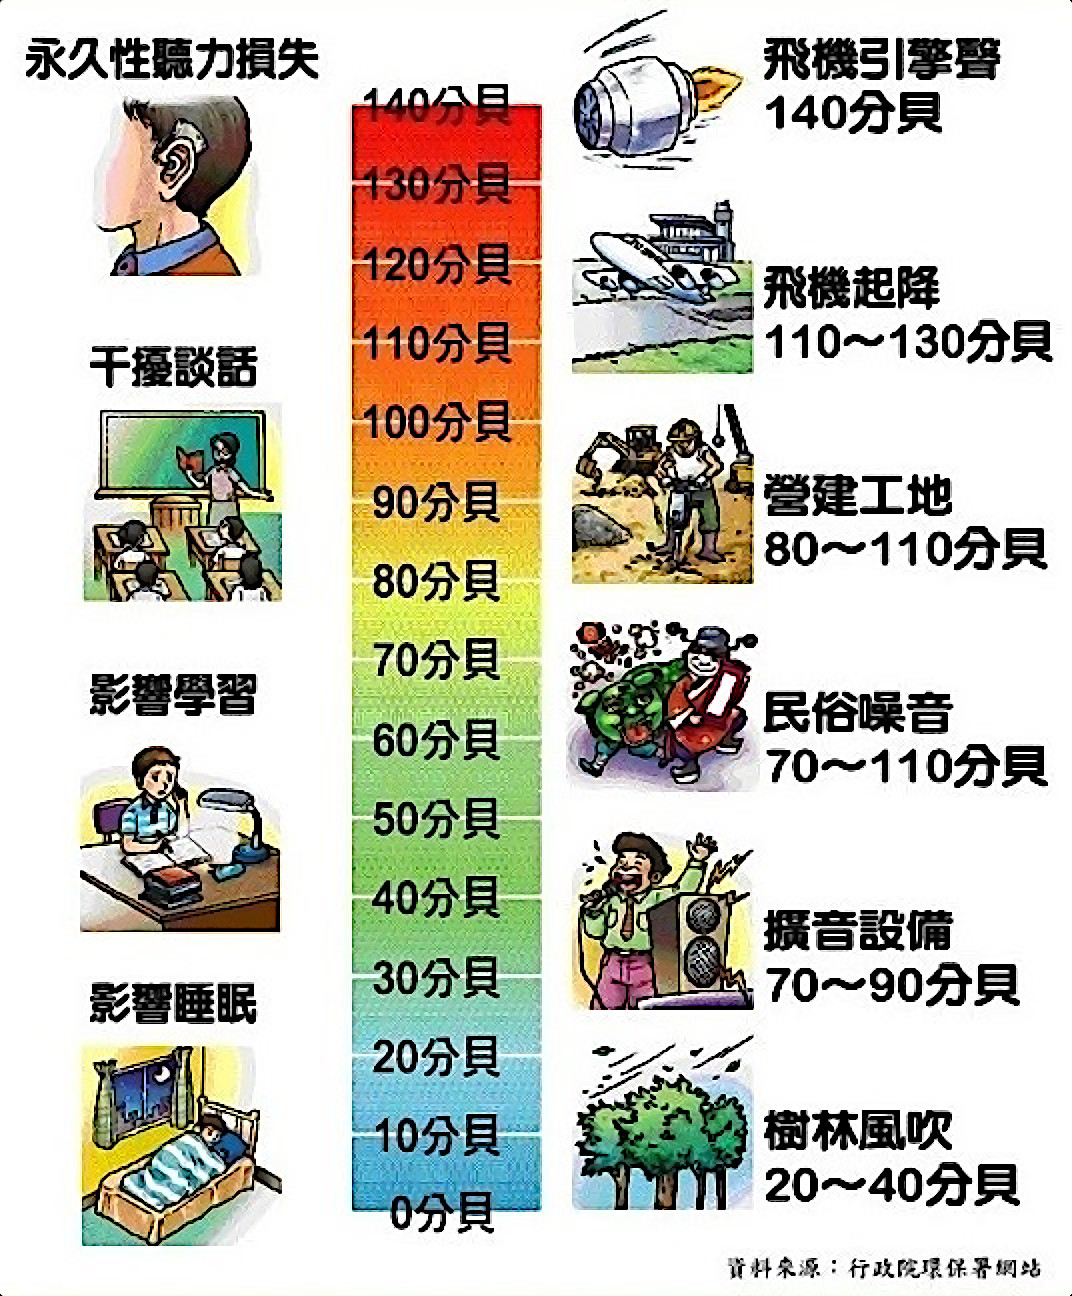 永久性聽力損失
干擾談話
影響學習
影響睡眠
140分貝
130分貝
120分貝
110分貝
100分貝
90分貝
80分貝
70分貝
60分貝
50分貝
40分貝
30分貝
20分貝
10分貝
0分貝
飛機引擎聲
140分貝
飛機起降
110～130分貝
營建工地
80～110分貝
民俗噪音
70～110分貝
擴音設備
70～90分貝
樹林風吹
20～40分貝
資料來源：行政院環保署網站